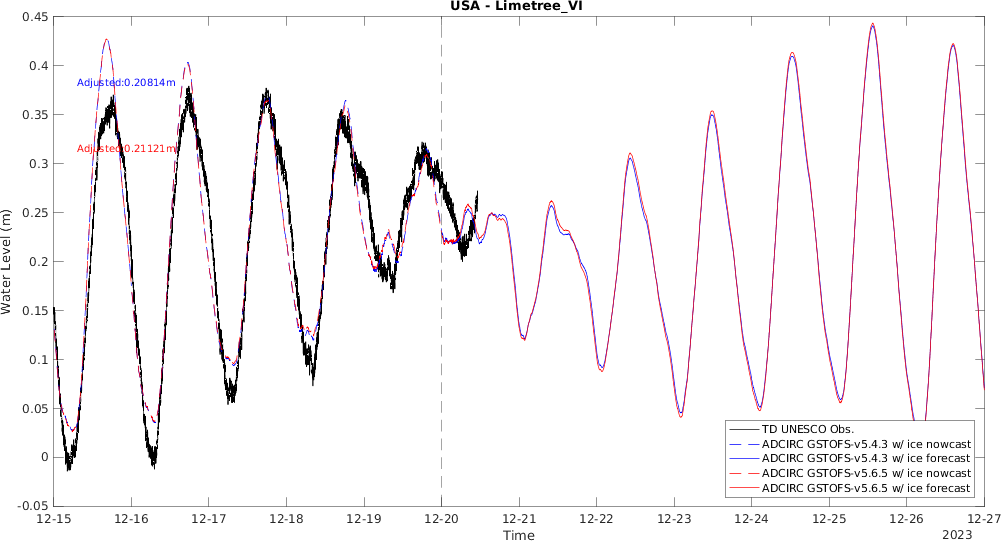 USA - Limetree_VI
0.45
0.4
0.35
0.3
0.25
0.2
0.15
0.1
0.05
0
-0.05
Water Level (m)
Adjusted:0.20814m
Adjusted:0.21121m
TD UNESCO Obs.
ADCIRC GSTOFS-v5.4.3 w/ ice nowcast
ADCIRC GSTOFS-v5.4.3 w/ ice forecast
ADCIRC GSTOFS-v5.6.5 w/ ice nowcast
ADCIRC GSTOFS-v5.6.5 w/ ice forecast
12-15 12-16 12-17 12-18 12-19 12-20 12-21 12-22 12-23 12-24 12-25 12-26 12-27
Time
2023